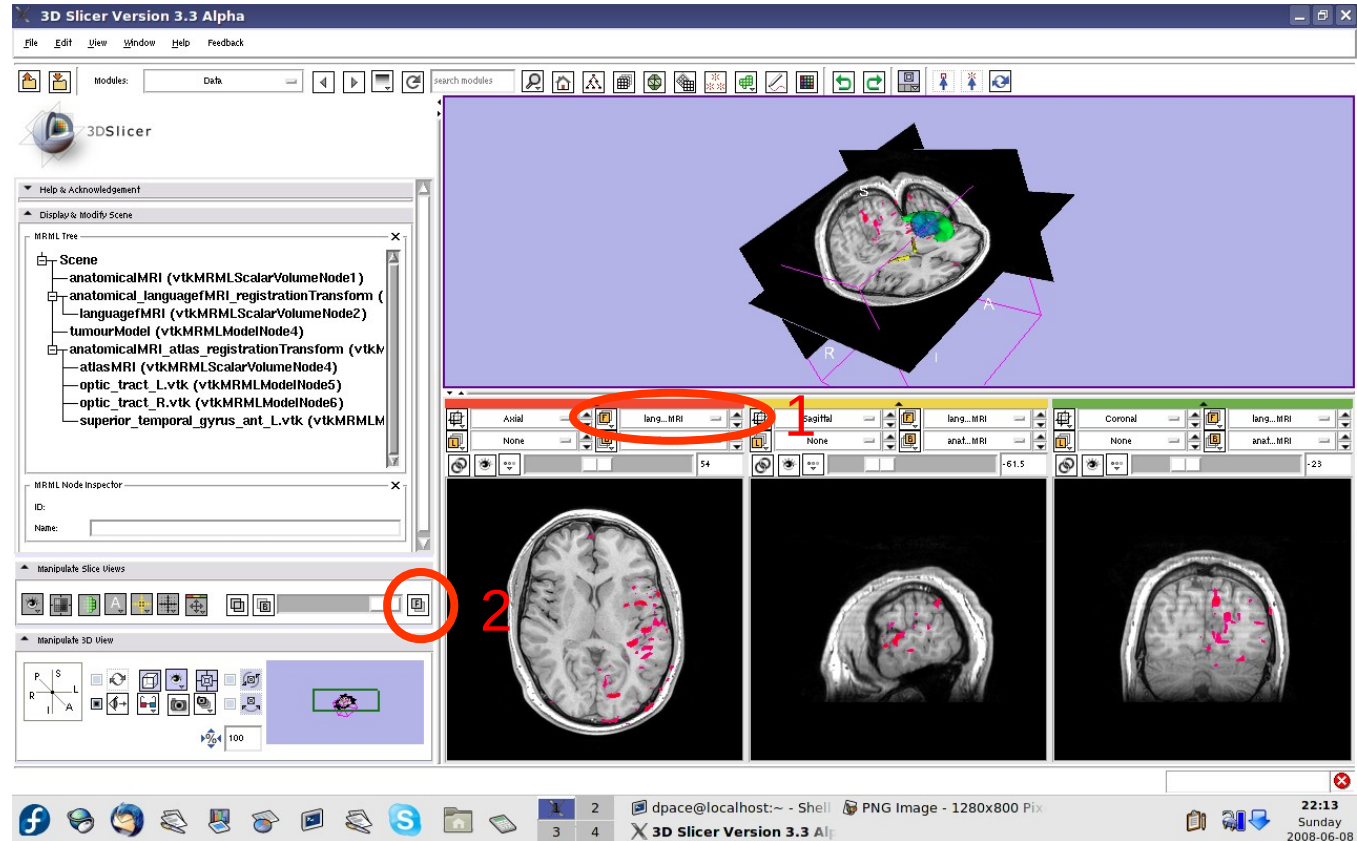 3D Slicer Version 3.3 Alpha
File Edit View Window Help Feedback
Modules: Data search modules
3DSlicer
Help & Acknowledgement
Display & Modify Scene
MRML Tree
Scene
anatomicalMRI (vtkMRMLScalarVolumeNode1)
anatomical_languagefMRI_registrationTransform (
languagefMRI (vtkMRMLScalarVolumeNode2)
tumourModel (vtkMRMLModelNode4)
anatomicalMRI_atlas_registrationTransform (vtkM
atlasMRI (vtkMRMLScalarVolumeNode4)
optic_tract_L.vtk (vtkMRMLModelNode5)
optic_tract_R.vtk (vtkMRMLModelNode6)
superior_temporal_gyrus_ant_L.vtk (vtkMRMLM
MRML Node Inspector
ID:
Name:
Manipulate Slice Views
2
Manipulate 3D View
P S
R L
I A
100
S
A
R I
1
Axial F lang...MRI Sagittal F lang...MRI Coronal F lang...MRI
L None B L None B anat...MRI L None B anat...MRI
54 -61.5 -23
1 2
3 4
dpace@localhost:~ - Shell PNG Image - 1280x800 Pix
3D Slicer Version 3.3 Alp
22:13
Sunday
2008-06-08